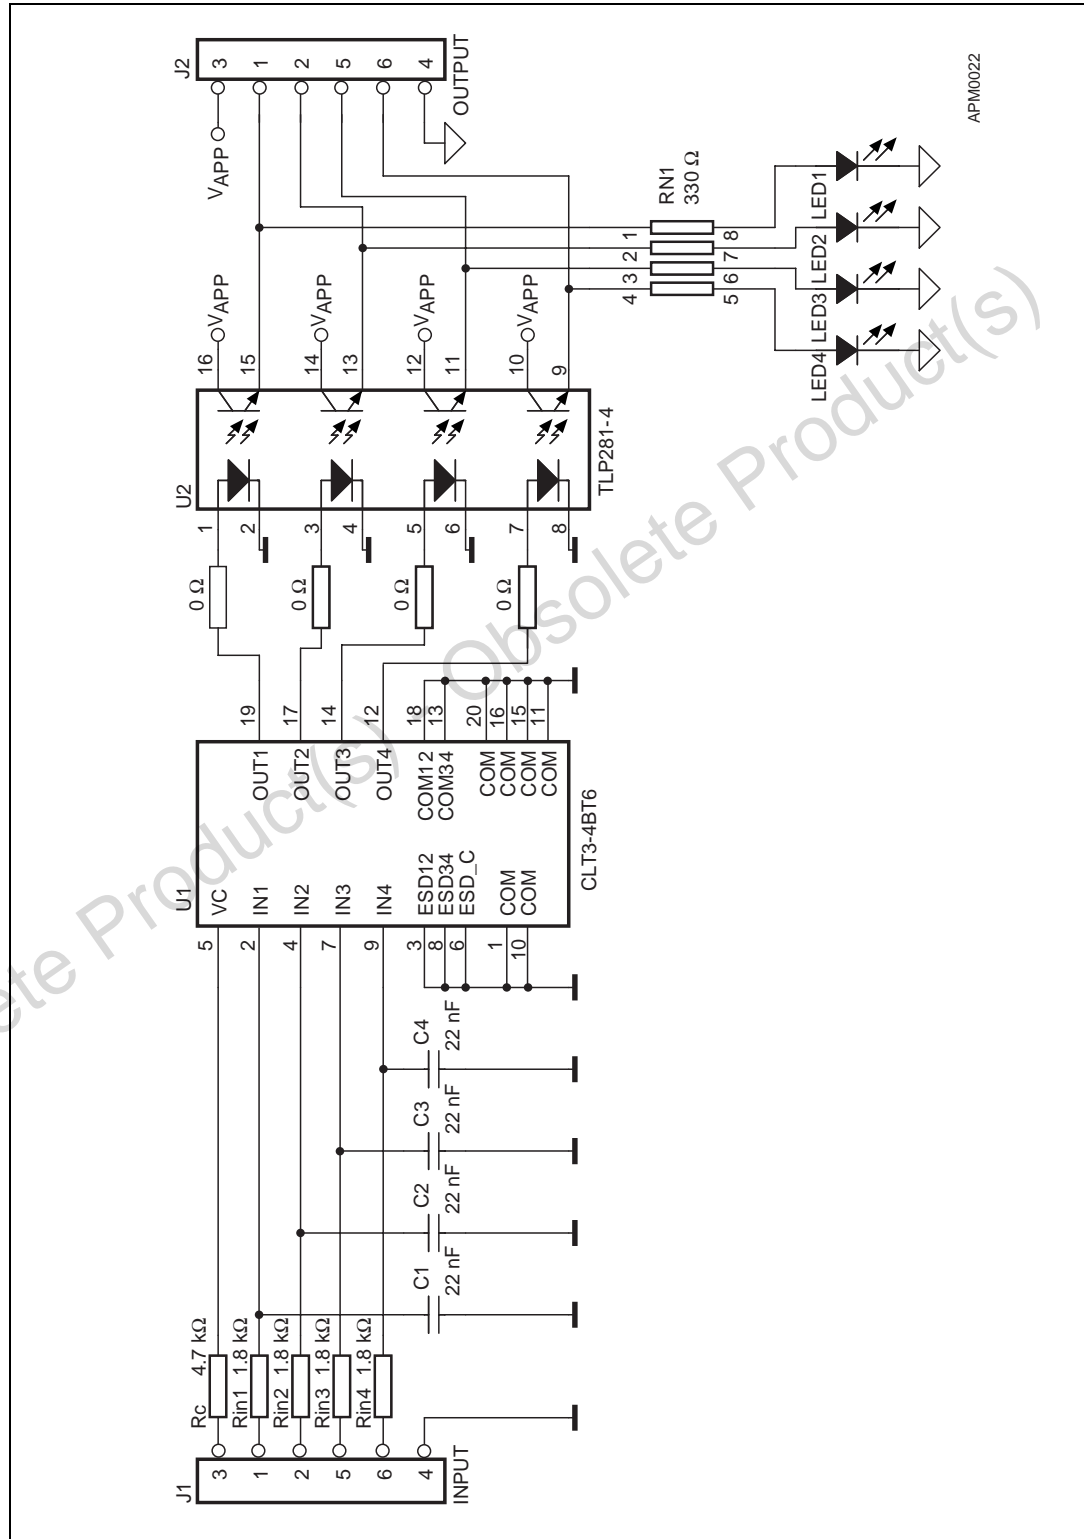 J1
3
1
2
5
6
4
INPUT
Rc 4.7 kΩ
Rin1 1.8 kΩ
Rin2 1.8 kΩ
Rin3 1.8 kΩ
Rin4 1.8 kΩ
C1
22 nF
C2
22 nF
C3
22 nF
C4
22 nF
U1
5 VC
2 IN1 OUT1 19
4 IN2 OUT2 17
7 IN3 OUT3 14
9 IN4 OUT4 12
3 ESD12 COM12 18
8 ESD34 COM34 13
6 ESD_C
COM 20
1 COM COM 16
10 COM COM 15
COM 11
CLT3-4BT6
0 Ω
0 Ω
0 Ω
0 Ω
U2
1 16 VAPP
2 15
3 14 VAPP
4 13
5 12 VAPP
6 11
7 10 VAPP
8 9
TLP281-4
J2
VAPP 3
1
2
5
6
4
OUTPUT
RN1
330 Ω
1 8
2 7
3 6
4 5
LED1
LED2
LED3
LED4
APM0022
ete Product(s) - Obsolete Product(s)